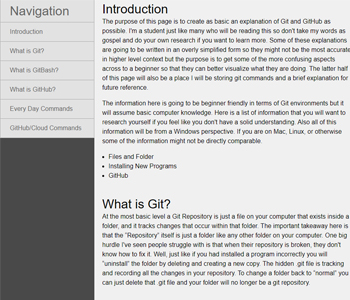 Navigation
Introduction
What is Git?
What is GitBash?
What is GitHub?
Every Day Commands
GitHub/Cloud Commands
Introduction
The purpose of this page is to create as basic an explanation of Git and GitHub as
possible. I'm a student just like many who will be reading this so don't take my words as
gospel and do your own research if you want to learn more. Some of these explanations
are going to be written in an overly simplified form so they might not be the most accurate
in higher level context but the purpose is to get some of the more confusing aspects
across to a beginner so that they can better visualize what they are doing. The latter half
of this page will also be a place I will be storing git commands and a brief explanation for
future reference.
The information here is going to be beginner friendly in terms of Git environments but it
will assume basic computer knowledge. Here is a list of information that you will want to
research yourself if you feel like you don't have a solid understanding. Also all of this
information will be from a Windows perspective. If you are on Mac, Linux, or otherwise
some of the information might not be directly comparable.
• Files and Folder
• Installing New Programs
• GitHub
What is Git?
At the most basic level a Git Repository is just a file on your computer that exists inside a
folder, and it tracks changes that occur within that folder. The important takeaway here is
that the "Repository" itself is just a folder like any other folder on your computer. One big
hurdle I've seen people struggle with is that when their repository is broken, they don't
know how to fix it. Well, just like if you had installed a program incorrectly you will
"uninstall" the folder by deleting and creating a new copy. The hidden .git file is tracking
and recording all the changes in your repository. To change a folder back to "normal" you
can just delete that .git file and your folder will no longer be a git repository.